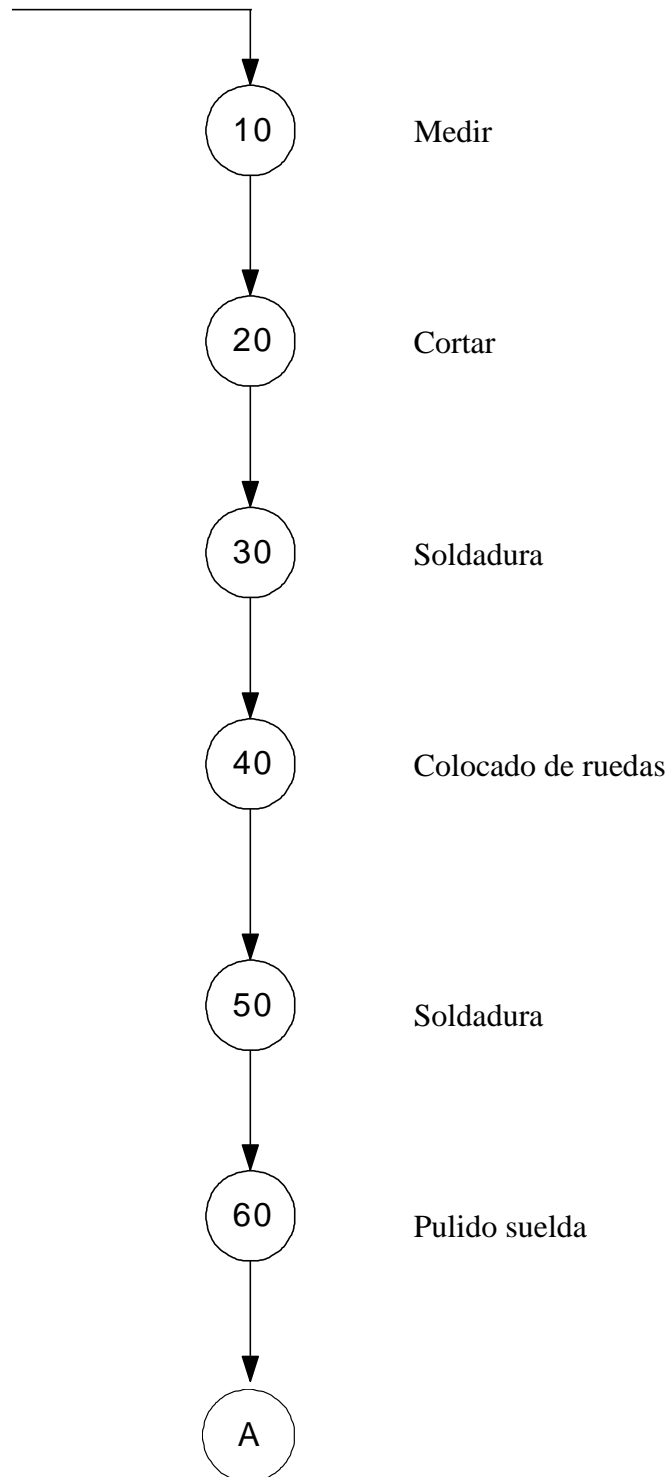 10 Medir
20 Cortar
30 Soldadura
40 Colocado de ruedas
50 Soldadura
60 Pulido suelda
A